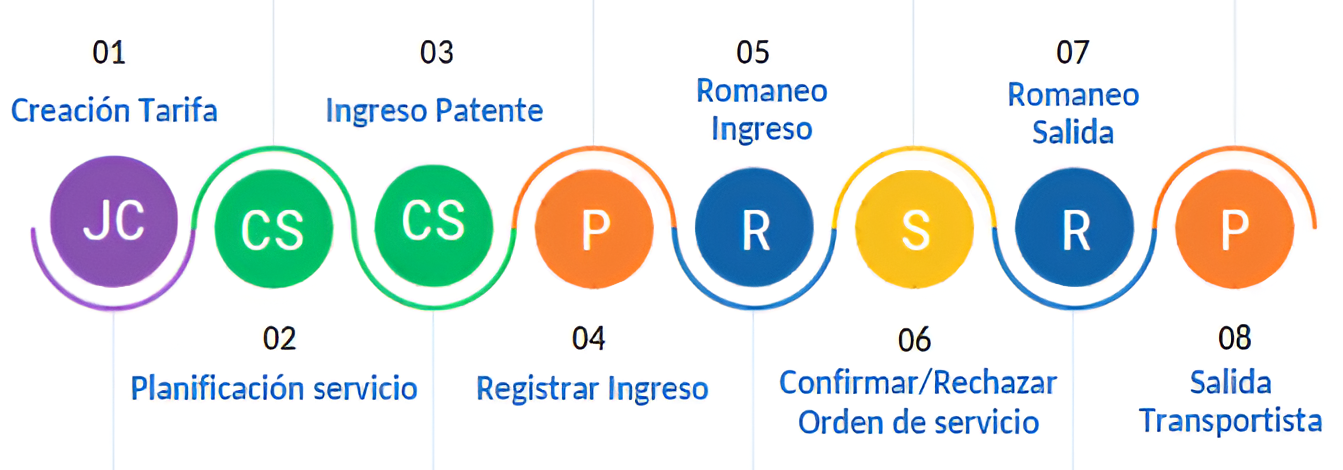 01
Creación Tarifa
JC
02
Planificación servicio
CS
03
Ingreso Patente
CS
04
Registrar Ingreso
P
05
Romaneo
Ingreso
R
06
Confirmar/Rechazar
Orden de servicio
S
07
Romaneo
Salida
R
08
Salida
Transportista
P